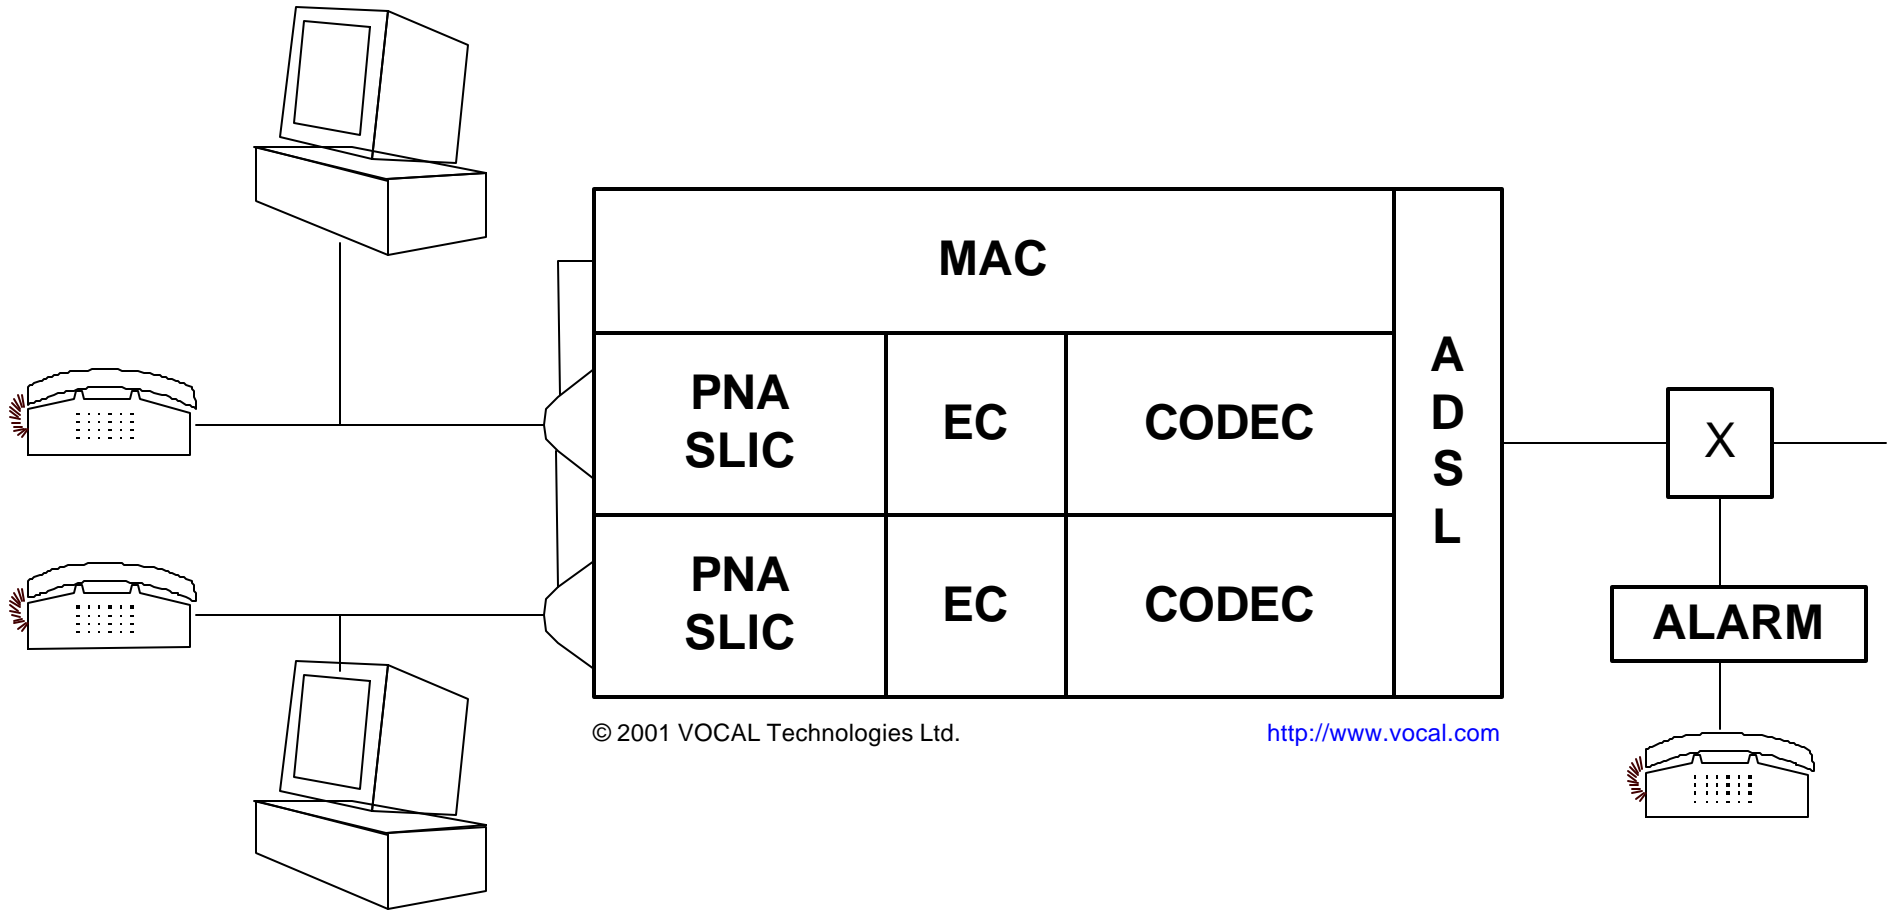 MAC
PNA
SLIC
EC
CODEC
A
D
S
L
X
PNA
SLIC
EC
CODEC
ALARM
© 2001 VOCAL Technologies Ltd.
http://www.vocal.com